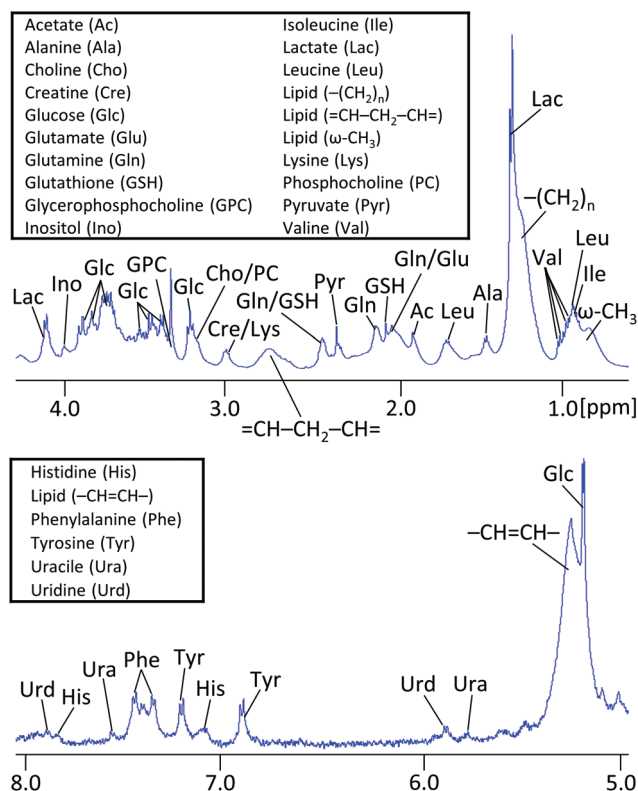 Acetate (Ac)
Alanine (Ala)
Choline (Cho)
Creatine (Cre)
Glucose (Glc)
Glutamate (Glu)
Glutamine (Gln)
Glutathione (GSH)
Glycerophosphocholine (GPC)
Inositol (Ino)
Isoleucine (Ile)
Lactate (Lac)
Leucine (Leu)
Lipid (–(CH₂)ₙ)
Lipid (=CH–CH₂–CH=)
Lipid (ω-CH₃)
Lysine (Lys)
Phosphocholine (PC)
Pyruvate (Pyr)
Valine (Val)
Lac
–(CH₂)ₙ
Lac
Ino
Glc
GPC
Glc
Glc
Cho/PC
Cre/Lys
Gln/GSH
Pyr
Gln
GSH
Gln/Glu
Ac
Leu
Ala
Val
Leu
Ile
ω-CH₃
4.0 3.0 2.0 1.0 [ppm]
=CH–CH₂–CH=
Histidine (His)
Lipid (–CH=CH–)
Phenylalanine (Phe)
Tyrosine (Tyr)
Uracile (Ura)
Uridine (Urd)
Glc
–CH=CH–
Urd
His
Ura
Phe
Tyr
His
Tyr
Urd
Ura
8.0 7.0 6.0 5.0